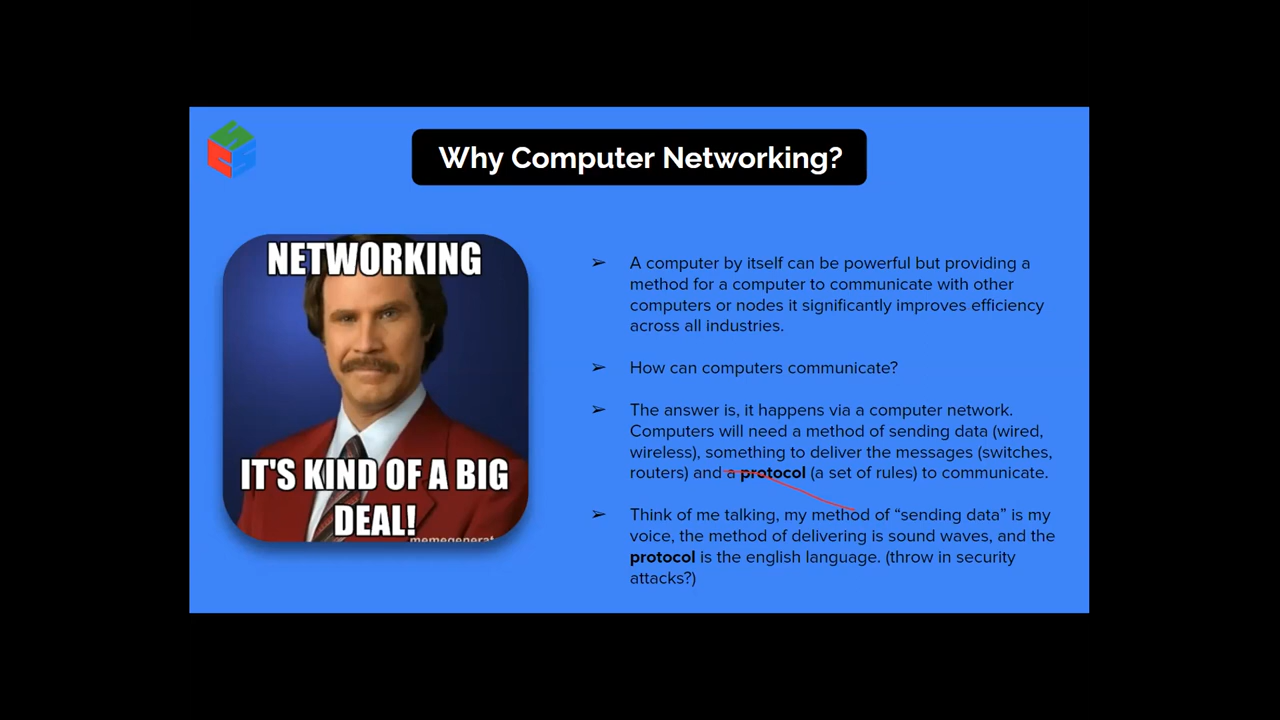 Why Computer Networking?
NETWORKING
IT'S KIND OF A BIG
DEAL!
➢ A computer by itself can be powerful but providing a
method for a computer to communicate with other
computers or nodes it significantly improves efficiency
across all industries.
➢ How can computers communicate?
➢ The answer is, it happens via a computer network.
Computers will need a method of sending data (wired,
wireless), something to deliver the messages (switches,
routers) and a protocol (a set of rules) to communicate.
➢ Think of me talking, my method of “sending data” is my
voice, the method of delivering is sound waves, and the
protocol is the english language. (throw in security
attacks?)